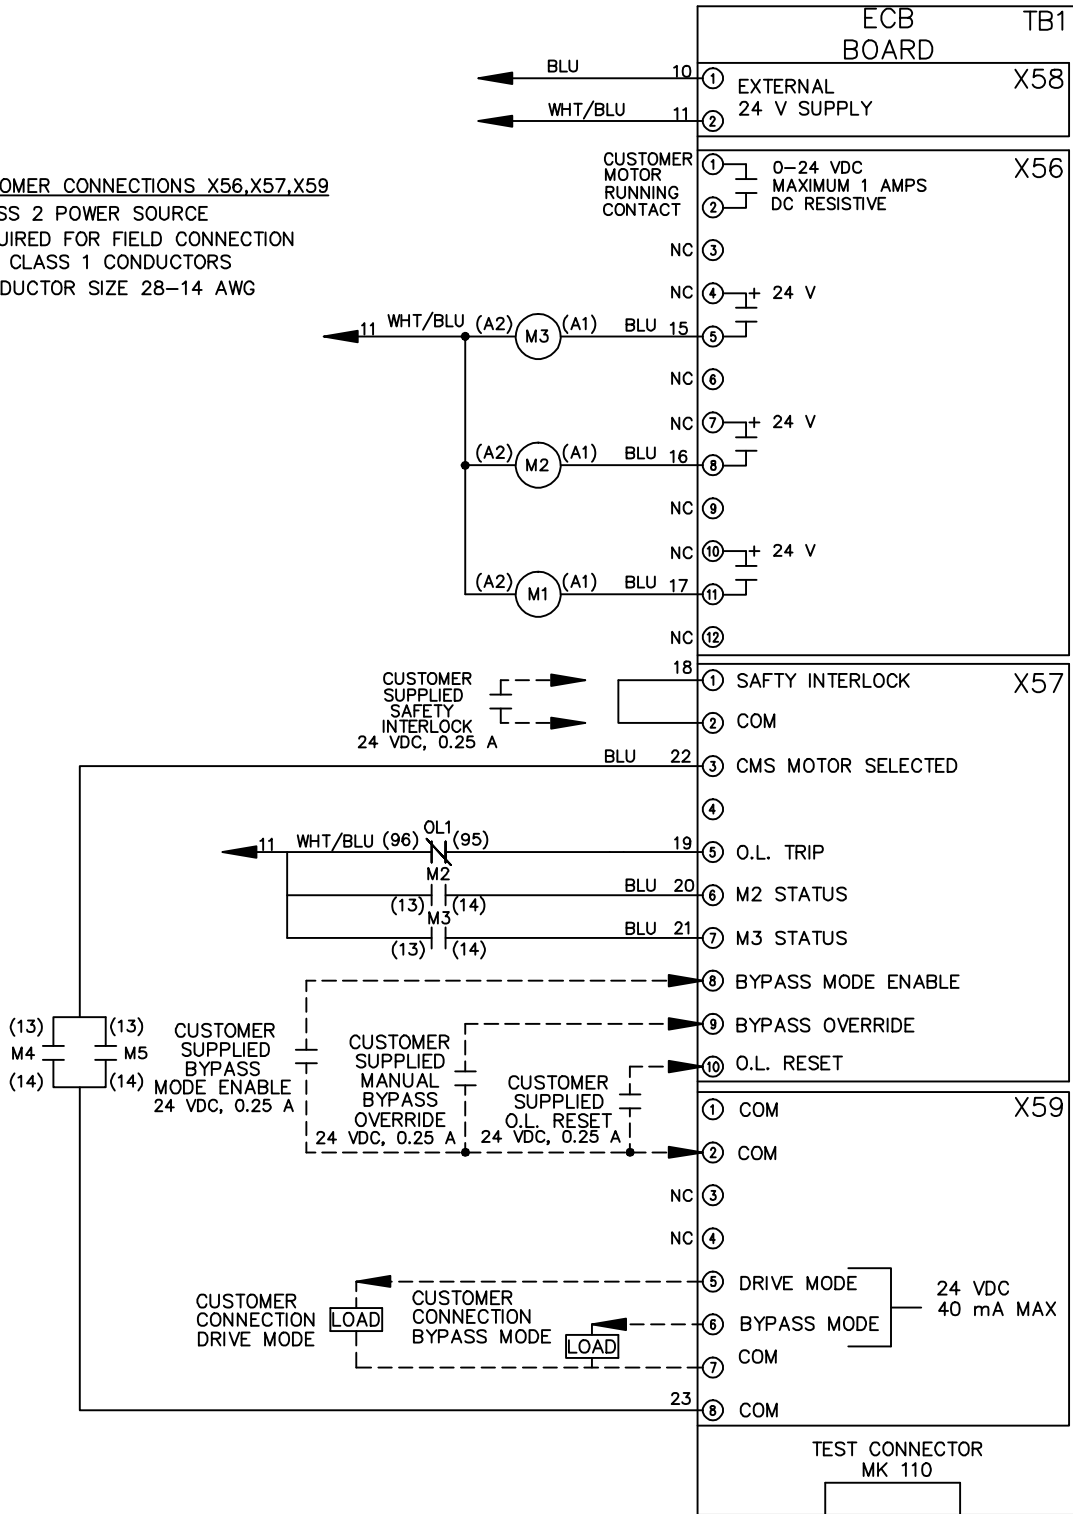 ECB TB1
BOARD
BLU 10 1 EXTERNAL X58
WHT/BLU 11 2 24 V SUPPLY
CUSTOMER MOTOR RUNNING CONTACT
1 0-24 VDC X56
MAXIMUM 1 AMPS
2 DC RESISTIVE
OMER CONNECTIONS X56,X57,X59
SS 2 POWER SOURCE
UIRED FOR FIELD CONNECTION
CLASS 1 CONDUCTORS
DUCTOR SIZE 28-14 AWG
NC 3
NC 4 + 24 V
11 WHT/BLU (A2) M3 (A1) BLU 15 5
NC 6
NC 7 + 24 V
(A2) M2 (A1) BLU 16 8
NC 9
NC 10 + 24 V
(A2) M1 (A1) BLU 17 11
NC 12
18 1 SAFTY INTERLOCK X57
CUSTOMER
SUPPLIED
SAFETY
INTERLOCK
24 VDC, 0.25 A
2 COM
BLU 22 3 CMS MOTOR SELECTED
4
11 WHT/BLU (96) OL1 (95) 19 5 O.L. TRIP
M2
(13) (14) BLU 20 6 M2 STATUS
M3
(13) (14) BLU 21 7 M3 STATUS
8 BYPASS MODE ENABLE
9 BYPASS OVERRIDE
10 O.L. RESET
(13) (13)
M4 M5
(14) (14)
CUSTOMER
SUPPLIED
BYPASS
MODE ENABLE
24 VDC, 0.25 A
CUSTOMER
SUPPLIED
MANUAL
BYPASS
OVERRIDE
24 VDC, 0.25 A
CUSTOMER
SUPPLIED
O.L. RESET
24 VDC, 0.25 A
1 COM X59
2 COM
NC 3
NC 4
5 DRIVE MODE
6 BYPASS MODE
24 VDC
40 mA MAX
CUSTOMER
CONNECTION
DRIVE MODE
LOAD
CUSTOMER
CONNECTION
BYPASS MODE
LOAD
7 COM
23 8 COM
TEST CONNECTOR
MK 110